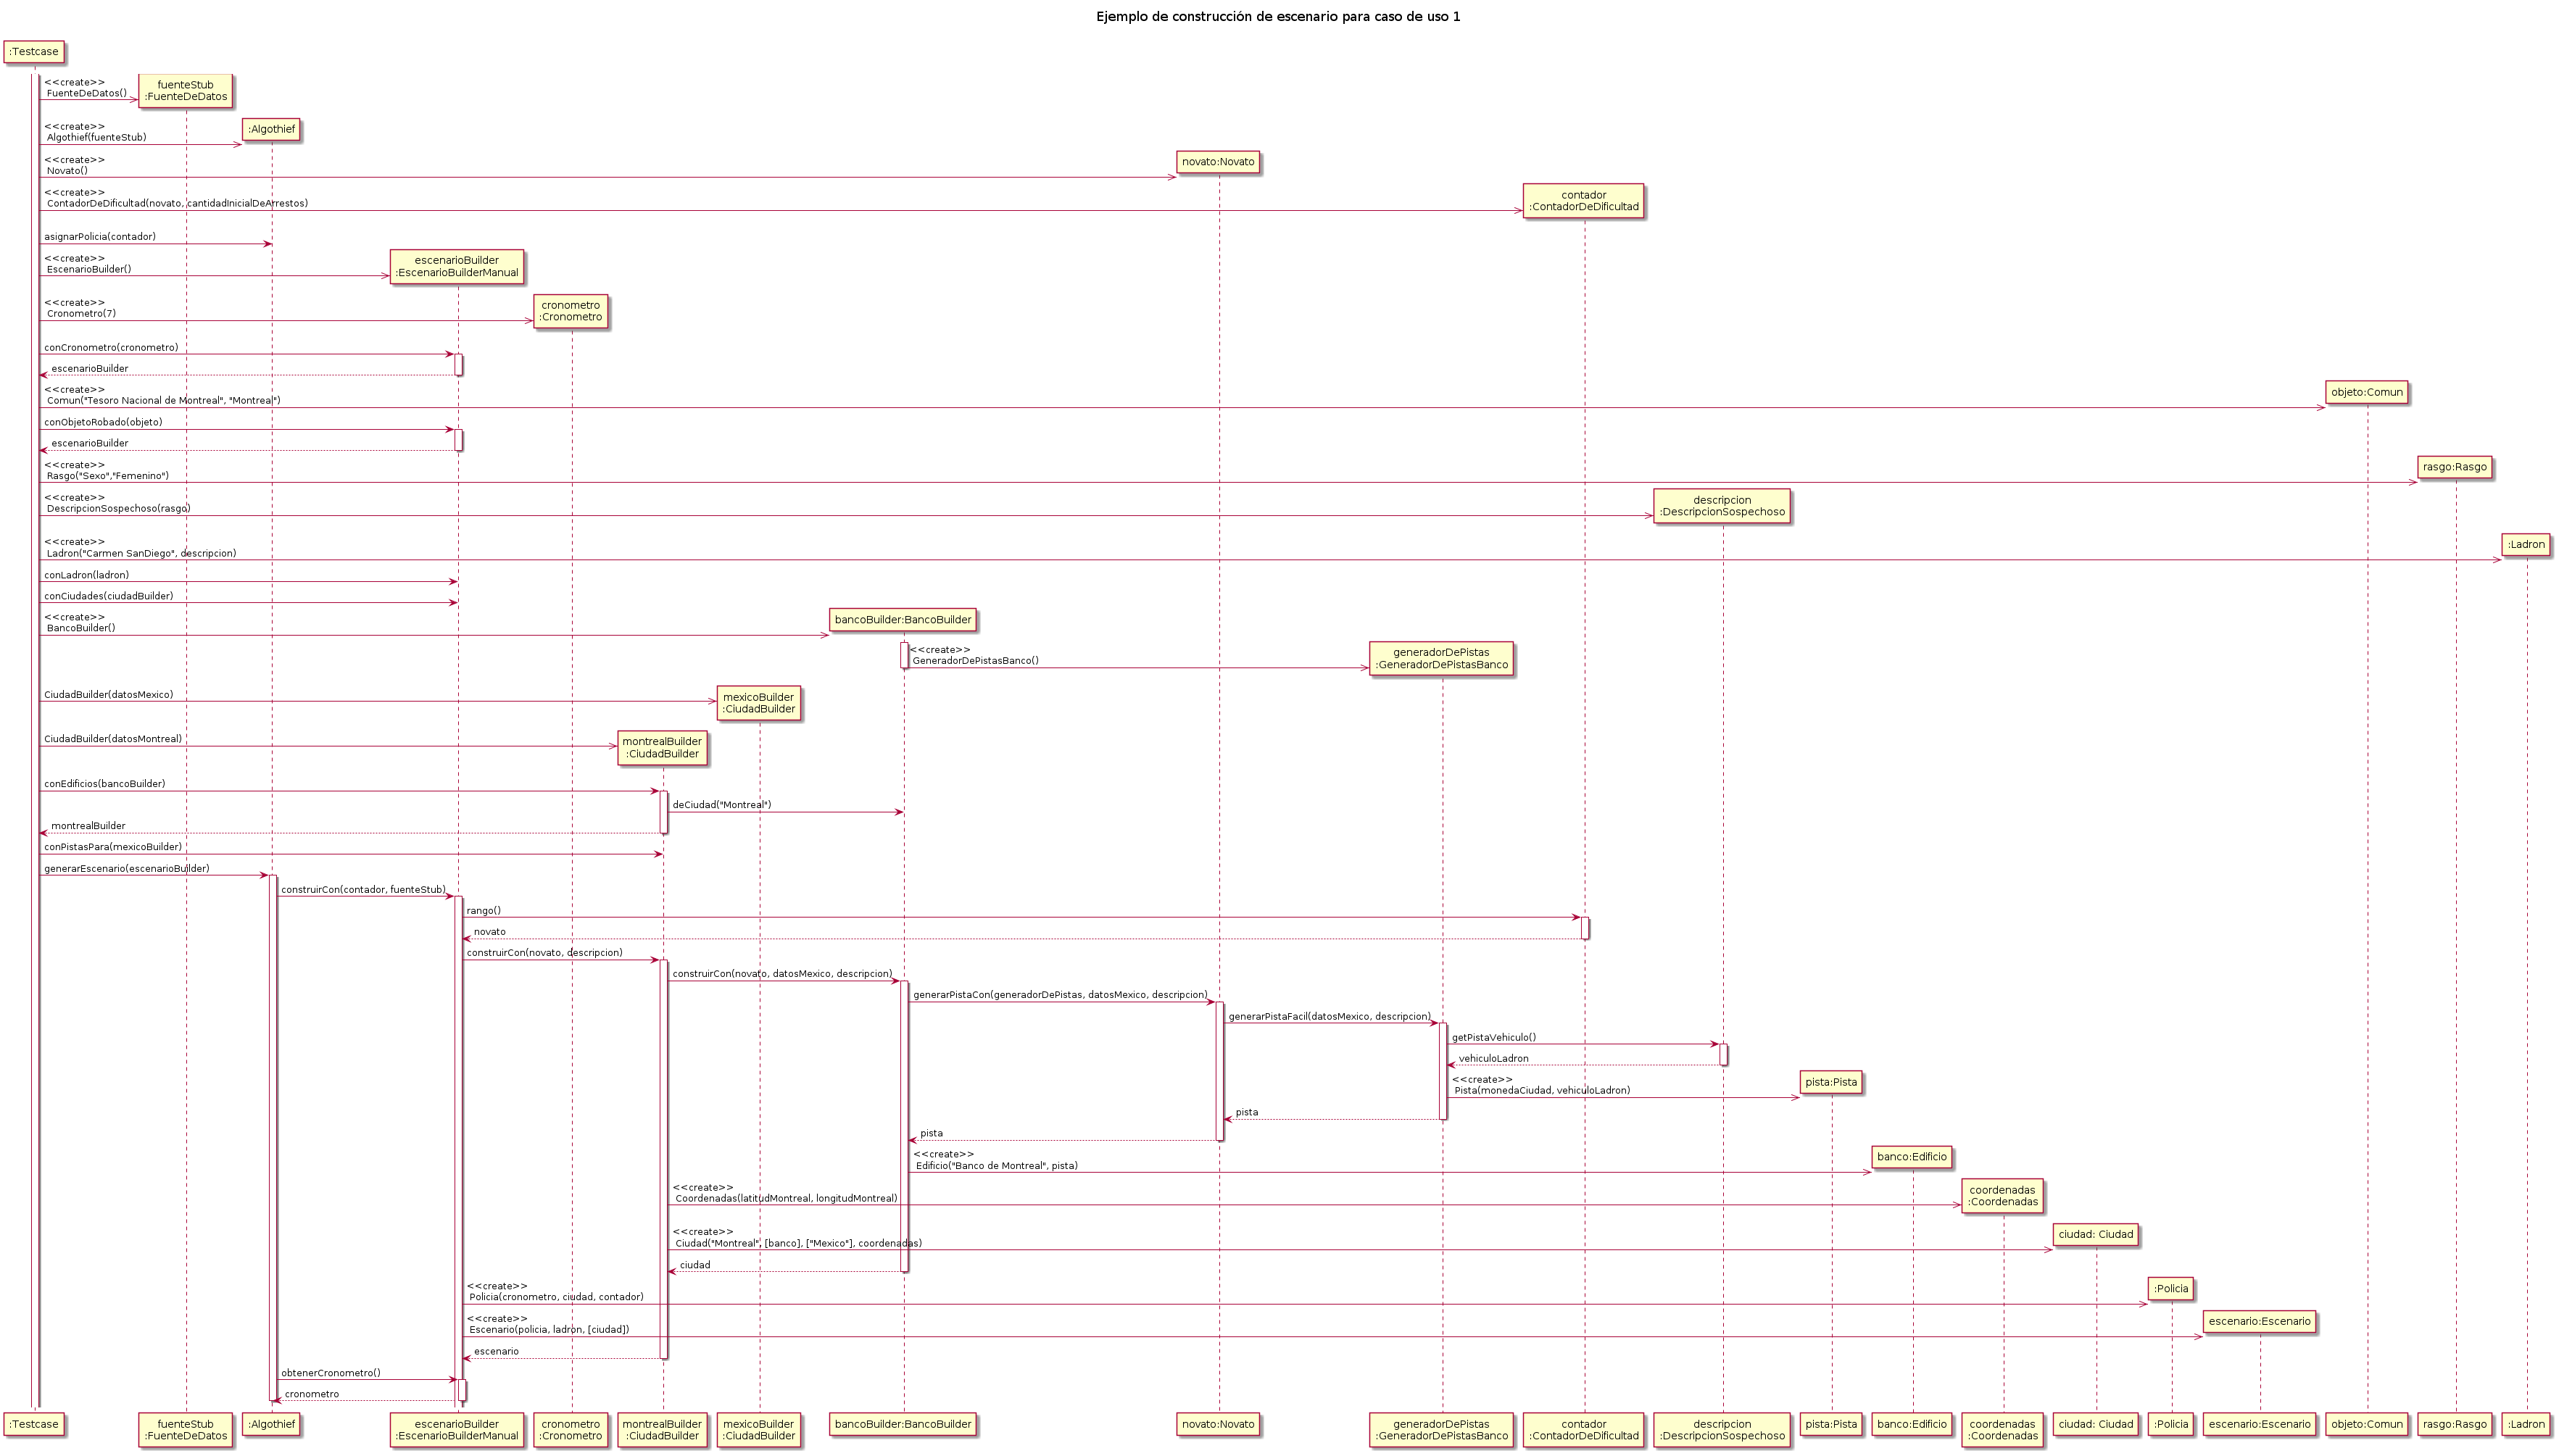 Ejemplo de construcción de escenario para caso de uso 1
:Testcase
<<create>>
FuenteDeDatos()
fuenteStub
:FuenteDeDatos
<<create>>
Algothief(fuenteStub)
:Algothief
<<create>>
Novato()
novato:Novato
<<create>>
ContadorDeDificultad(novato, cantidadInicialDeArrestos)
contador
:ContadorDeDificultad
asignarPolicia(contador)
<<create>>
EscenarioBuilder()
escenarioBuilder
:EscenarioBuilderManual
<<create>>
Cronometro(7)
cronometro
:Cronometro
conCronometro(cronometro)
escenarioBuilder
<<create>>
Comun("Tesoro Nacional de Montreal", "Montreal")
objeto:Comun
conObjetoRobado(objeto)
escenarioBuilder
<<create>>
Rasgo("Sexo","Femenino")
rasgo:Rasgo
<<create>>
DescripcionSospechoso(rasgo)
descripcion
:DescripcionSospechoso
<<create>>
Ladron("Carmen SanDiego", descripcion)
:Ladron
conLadron(ladron)
conCiudades(ciudadBuilder)
<<create>>
BancoBuilder()
bancoBuilder:BancoBuilder
<<create>>
GeneradorDePistasBanco()
generadorDePistas
:GeneradorDePistasBanco
CiudadBuilder(datosMexico)
mexicoBuilder
:CiudadBuilder
CiudadBuilder(datosMontreal)
montrealBuilder
:CiudadBuilder
conEdificios(bancoBuilder)
deCiudad("Montreal")
montrealBuilder
conPistasPara(mexicoBuilder)
generarEscenario(escenarioBuilder)
construirCon(contador, fuenteStub)
rango()
novato
construirCon(novato, descripcion)
construirCon(novato, datosMexico, descripcion)
generarPistaCon(generadorDePistas, datosMexico, descripcion)
generarPistaFacil(datosMexico, descripcion)
getPistaVehiculo()
vehiculoLadron
<<create>>
Pista(monedaCiudad, vehiculoLadron)
pista:Pista
pista
pista
<<create>>
Edificio("Banco de Montreal", pista)
banco:Edificio
<<create>>
Coordenadas(latitudMontreal, longitudMontreal)
coordenadas
:Coordenadas
<<create>>
Ciudad("Montreal", [banco], ["Mexico"], coordenadas)
ciudad: Ciudad
ciudad
<<create>>
Policia(cronometro, ciudad, contador)
:Policia
<<create>>
Escenario(policia, ladron, [ciudad])
escenario:Escenario
escenario
obtenerCronometro()
cronometro
:Testcase
fuenteStub
:FuenteDeDatos
:Algothief
escenarioBuilder
:EscenarioBuilderManual
cronometro
:Cronometro
montrealBuilder
:CiudadBuilder
mexicoBuilder
:CiudadBuilder
bancoBuilder:BancoBuilder
novato:Novato
generadorDePistas
:GeneradorDePistasBanco
contador
:ContadorDeDificultad
descripcion
:DescripcionSospechoso
pista:Pista
banco:Edificio
coordenadas
:Coordenadas
ciudad: Ciudad
:Policia
escenario:Escenario
objeto:Comun
rasgo:Rasgo
:Ladron